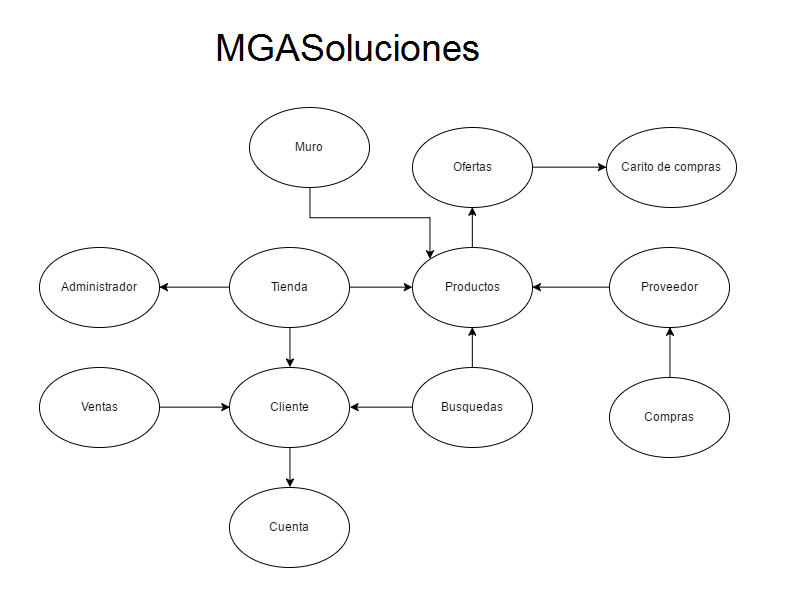 MGASoluciones
Muro
Ofertas
Carito de compras
Administrador
Tienda
Productos
Proveedor
Ventas
Cliente
Busquedas
Compras
Cuenta